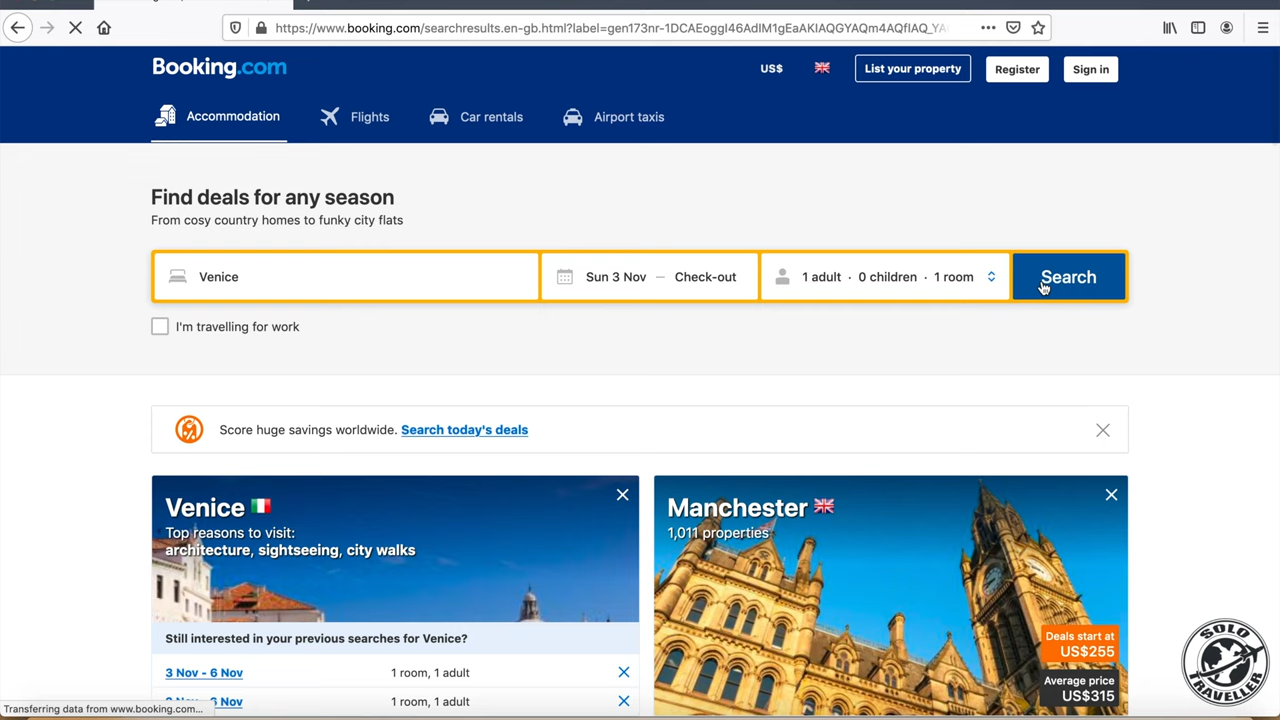 https://www.booking.com/searchresults.en-gb.html?label=gen173nr-1DCAEoggI46AdIM1gEaAKIAQGYAQm4AQfIAQ_YA
Booking.com
US$
List your property
Register
Sign in
Accommodation
Flights
Car rentals
Airport taxis
Find deals for any season
From cosy country homes to funky city flats
Venice
Sun 3 Nov — Check-out
1 adult · 0 children · 1 room
Search
I'm travelling for work
Score huge savings worldwide. Search today's deals
Venice
Top reasons to visit:
architecture, sightseeing, city walks
Still interested in your previous searches for Venice?
3 Nov - 6 Nov
1 room, 1 adult
6 Nov
1 room, 1 adult
Manchester
1,011 properties
Deals start at
US$255
Average price
US$315
Transferring data from www.booking.com...
SOLO
TRAVELLER